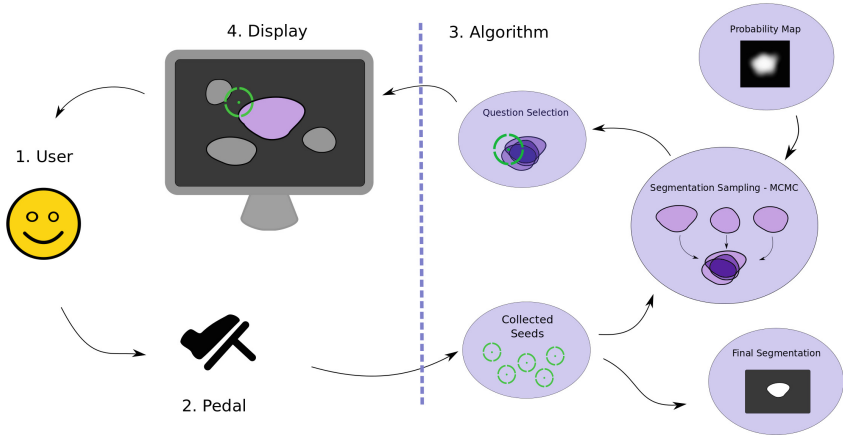 4. Display
3. Algorithm
Probability Map
Question Selection
1. User
Segmentation Sampling - MCMC
Collected
Seeds
Final Segmentation
2. Pedal